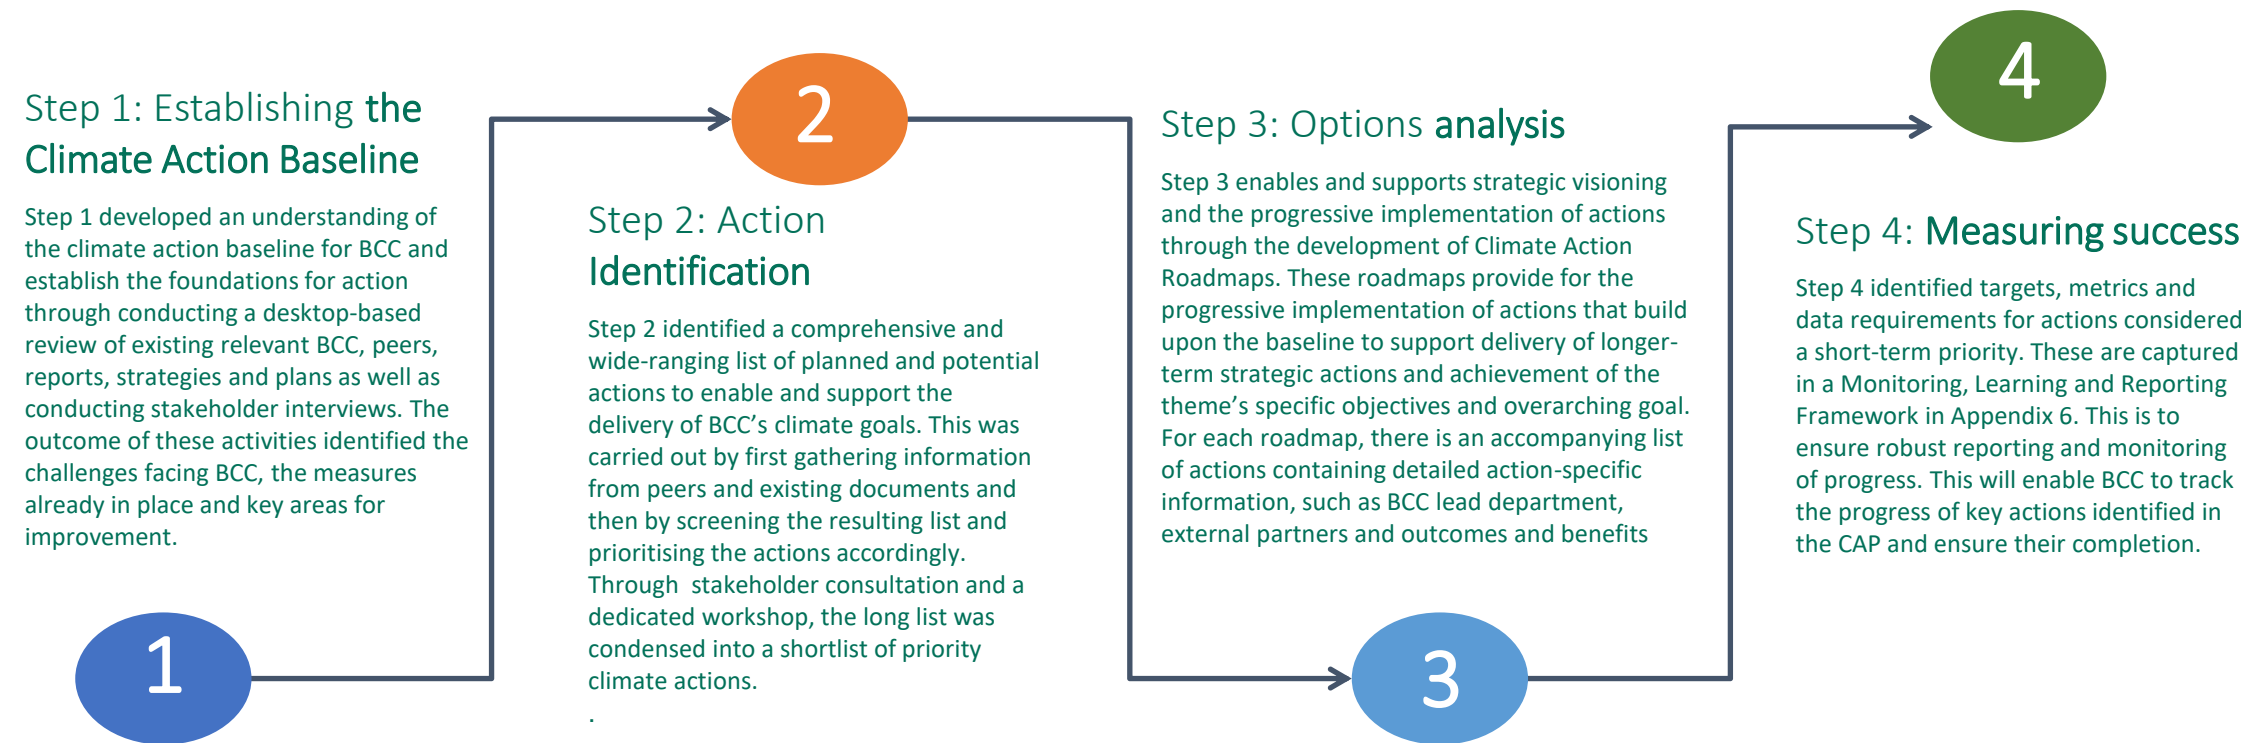 Step 1: Establishing the
Climate Action Baseline
Step 1 developed an understanding of
the climate action baseline for BCC and
establish the foundations for action
through conducting a desktop-based
review of existing relevant BCC, peers,
reports, strategies and plans as well as
conducting stakeholder interviews. The
outcome of these activities identified the
challenges facing BCC, the measures
already in place and key areas for
improvement.
1
2
Step 2: Action
Identification
Step 2 identified a comprehensive and
wide-ranging list of planned and potential
actions to enable and support the
delivery of BCC’s climate goals. This was
carried out by first gathering information
from peers and existing documents and
then by screening the resulting list and
prioritising the actions accordingly.
Through  stakeholder consultation and a
dedicated workshop, the long list was
condensed into a shortlist of priority
climate actions.
.
Step 3: Options analysis
Step 3 enables and supports strategic visioning
and the progressive implementation of actions
through the development of Climate Action
Roadmaps. These roadmaps provide for the
progressive implementation of actions that build
upon the baseline to support delivery of longer-
term strategic actions and achievement of the
theme’s specific objectives and overarching goal.
For each roadmap, there is an accompanying list
of actions containing detailed action-specific
information, such as BCC lead department,
external partners and outcomes and benefits
3
4
Step 4: Measuring success
Step 4 identified targets, metrics and
data requirements for actions considered
a short-term priority. These are captured
in a Monitoring, Learning and Reporting
Framework in Appendix 6. This is to
ensure robust reporting and monitoring
of progress. This will enable BCC to track
the progress of key actions identified in
the CAP and ensure their completion.